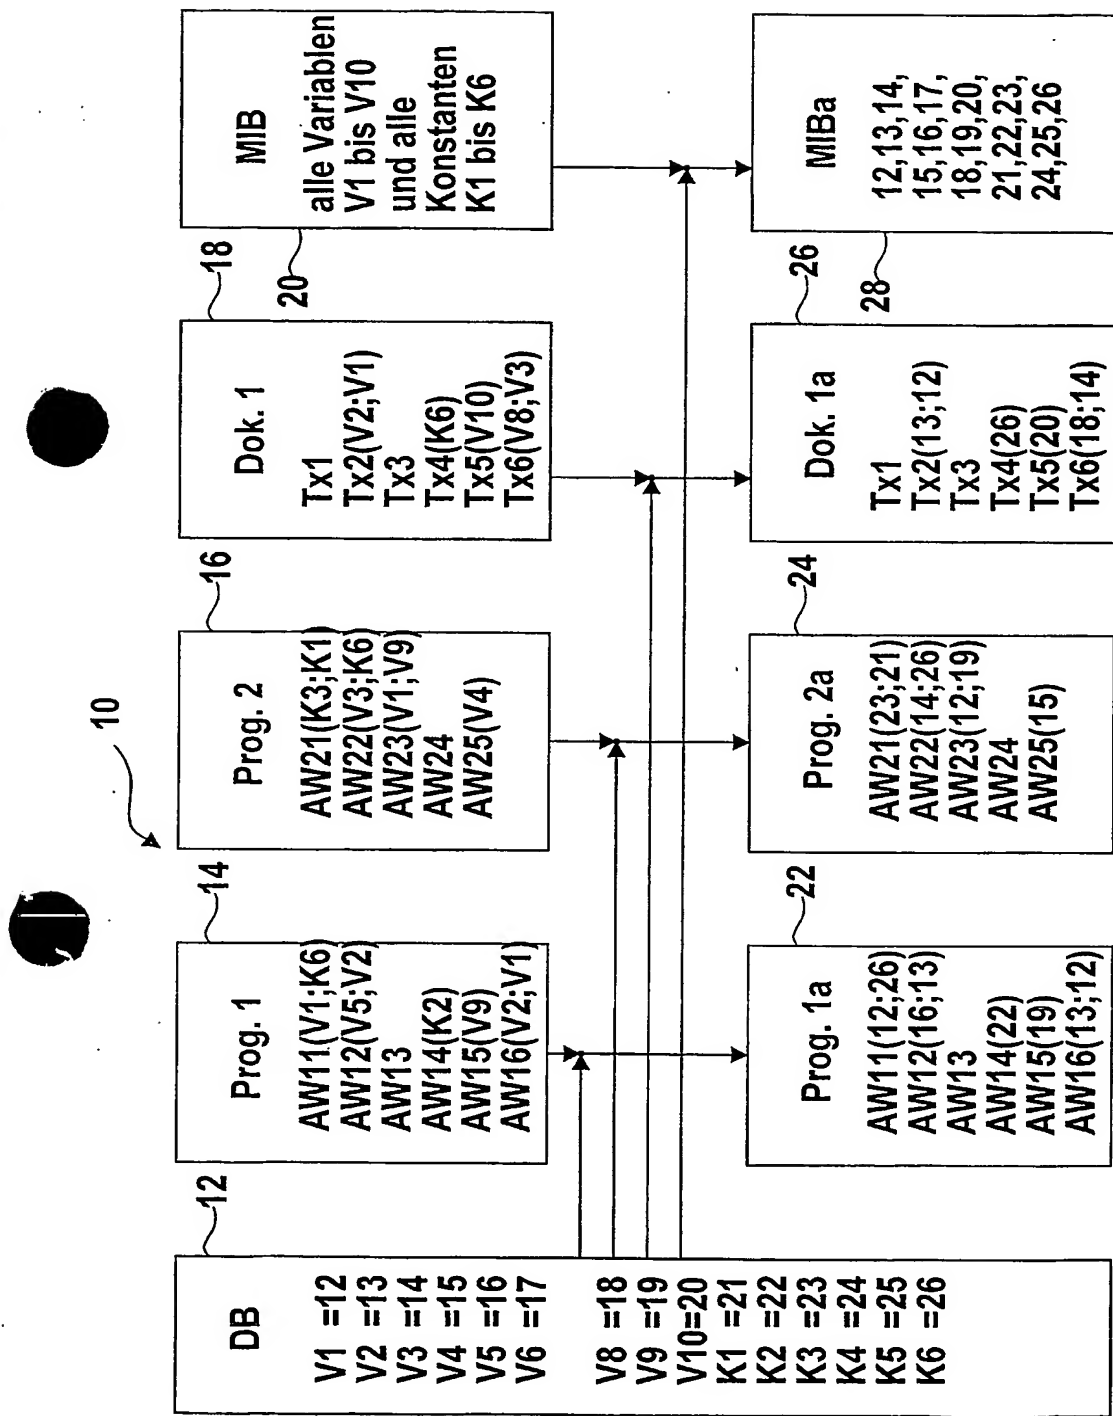 10
DB
V1 =12
V2 =13
V3 =14
V4 =15
V5 =16
V6 =17
V8 =18
V9 =19
V10=20
K1 =21
K2 =22
K3 =23
K4 =24
K5 =25
K6 =26
12
Prog. 1
AW11(V1;K6)
AW12(V5;V2)
AW13
AW14(K2)
AW15(V9)
AW16(V2;V1)
14
Prog. 2
AW21(K3;K1)
AW22(V3;K6)
AW23(V1;V9)
AW24
AW25(V4)
16
Dok. 1
Tx1
Tx2(V2;V1)
Tx3
Tx4(K6)
Tx5(V10)
Tx6(V8;V3)
18
MIB
alle Variablen
V1 bis V10
und alle
Konstanten
K1 bis K6
20
Prog. 1a
AW11(12;26)
AW12(16;13)
AW13
AW14(22)
AW15(19)
AW16(13;12)
22
Prog. 2a
AW21(23;21)
AW22(14;26)
AW23(12;19)
AW24
AW25(15)
24
Dok. 1a
Tx1
Tx2(13;12)
Tx3
Tx4(26)
Tx5(20)
Tx6(18;14)
26
MIBa
12,13,14,
15,16,17,
18,19,20,
21,22,23,
24,25,26
28